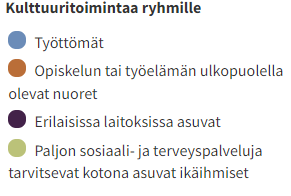 Kulttuuritoimintaa ryhmille
Työttömät
Opiskelun tai työelämän ulkopuolella
olevat nuoret
Erilaisissa laitoksissa asuvat
Paljon sosiaali- ja terveyspalveluja
tarvitsevat kotona asuvat ikäihmiset